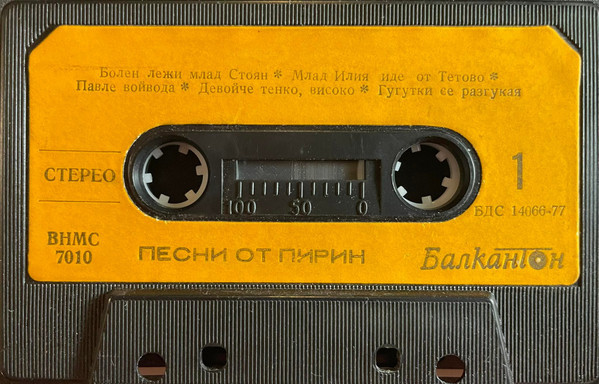 Болен лежи млад Стоян * Млад Илия иде от Тетово *
Павле войвода * Девойче тенко, високо * Гугутки се разгукая
СТЕРЕО
1
100 50 0
БДС 14066-77
ВНМС
7010
ПЕСНИ ОТ ПИРИН
Балкантон